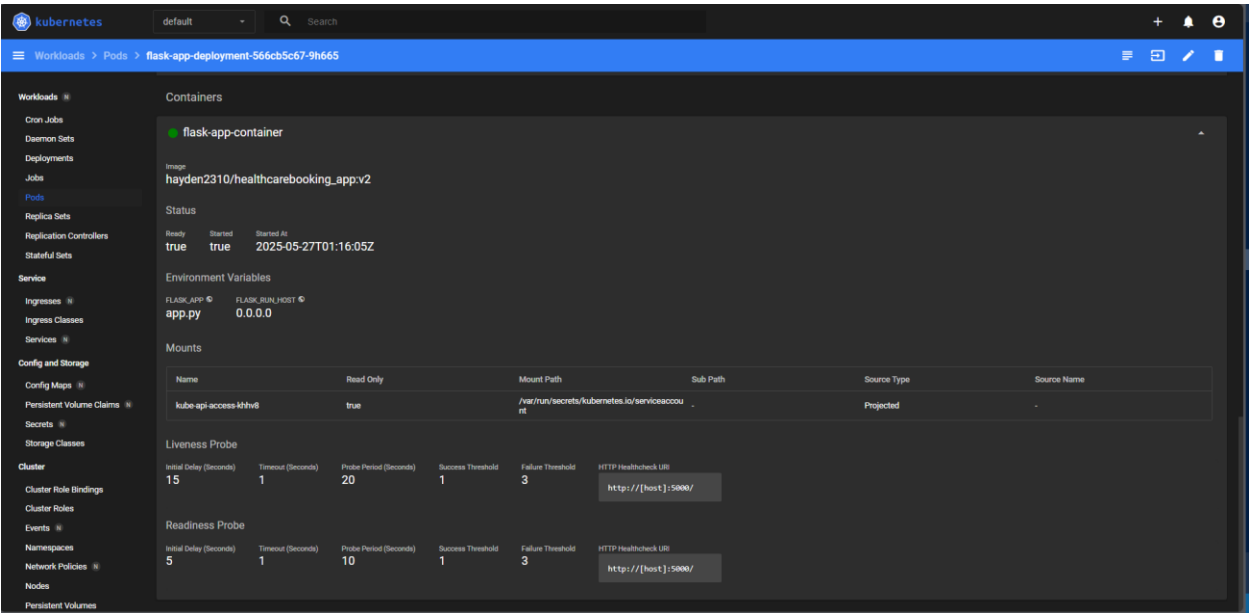 kubernetes
default
Search
Workloads > Pods > flask-app-deployment-566cb5c67-9h665
Workloads N
Cron Jobs
Daemon Sets
Deployments
Jobs
Pods
Replica Sets
Replication Controllers
Stateful Sets
Service
Ingresses N
Ingress Classes
Services N
Config and Storage
Config Maps N
Persistent Volume Claims N
Secrets N
Storage Classes
Cluster
Cluster Role Bindings
Cluster Roles
Events N
Namespaces
Network Policies N
Nodes
Persistent Volumes
Containers
flask-app-container
Image
hayden2310/healthcarebooking_app:v2
Status
Ready Started Started At
true true 2025-05-27T01:16:05Z
Environment Variables
FLASK_APP FLASK_RUN_HOST
app.py 0.0.0.0
Mounts
Name Read Only Mount Path Sub Path Source Type Source Name
kube-api-access-khhv8 true /var/run/secrets/kubernetes.io/serviceaccou - Projected -
nt
Liveness Probe
Initial Delay (Seconds) Timeout (Seconds) Probe Period (Seconds) Success Threshold Failure Threshold HTTP Healthcheck URI
15 1 20 1 3 http://[host]:5000/
Readiness Probe
Initial Delay (Seconds) Timeout (Seconds) Probe Period (Seconds) Success Threshold Failure Threshold HTTP Healthcheck URI
5 1 10 1 3 http://[host]:5000/